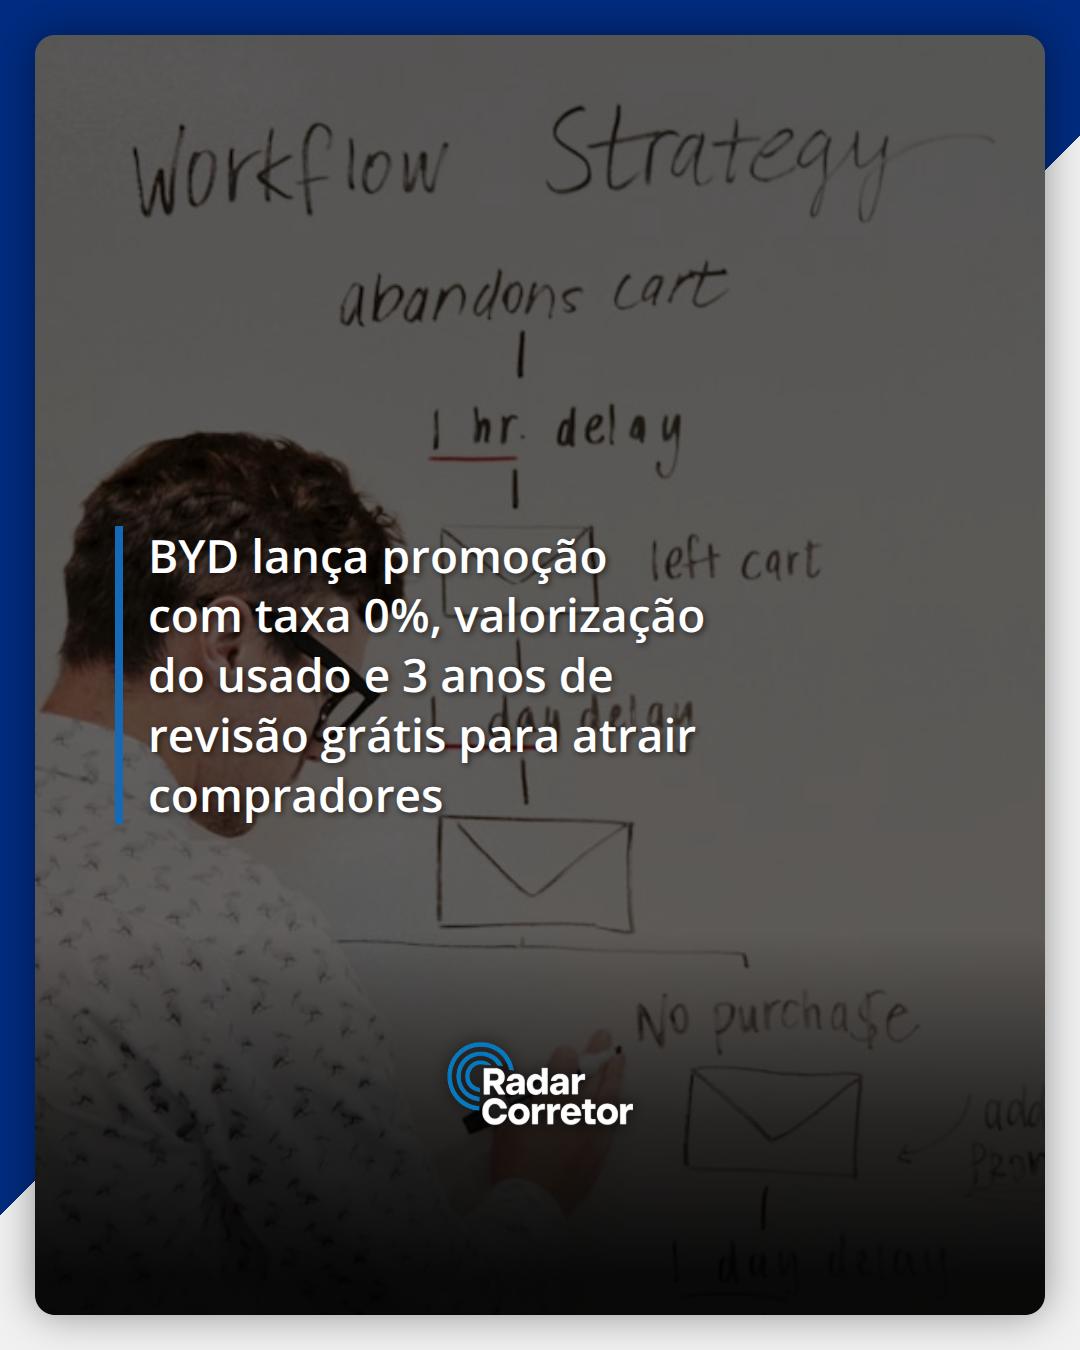 Workflow Strategy
abandons cart
1 hr. delay
left cart
BYD lança promoção
com taxa 0%, valorização
do usado e 3 anos de
revisão grátis para atrair
compradores
1 day delay
No purchase
Radar
Corretor
add
1 day delay